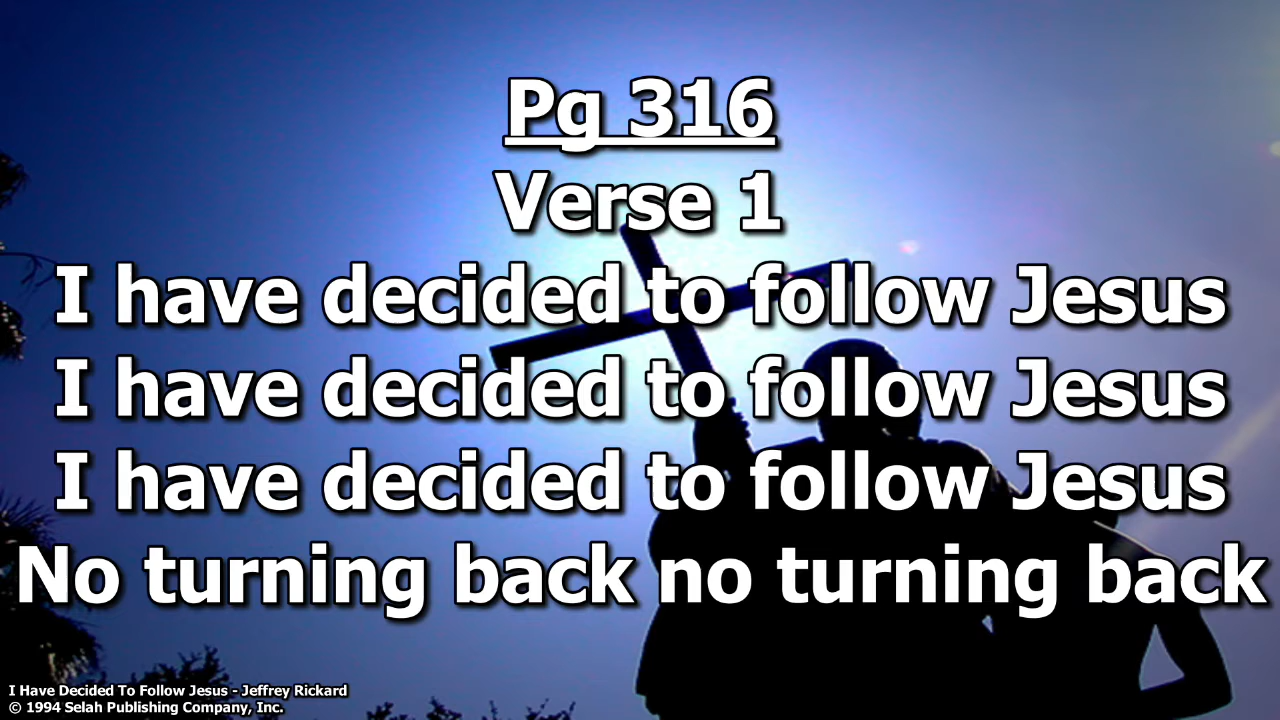 Pg 316
Verse 1
I have decided to follow Jesus
I have decided to follow Jesus
I have decided to follow Jesus
No turning back no turning back
I Have Decided To Follow Jesus - Jeffrey Rickard
© 1994 Selah Publishing Company, Inc.